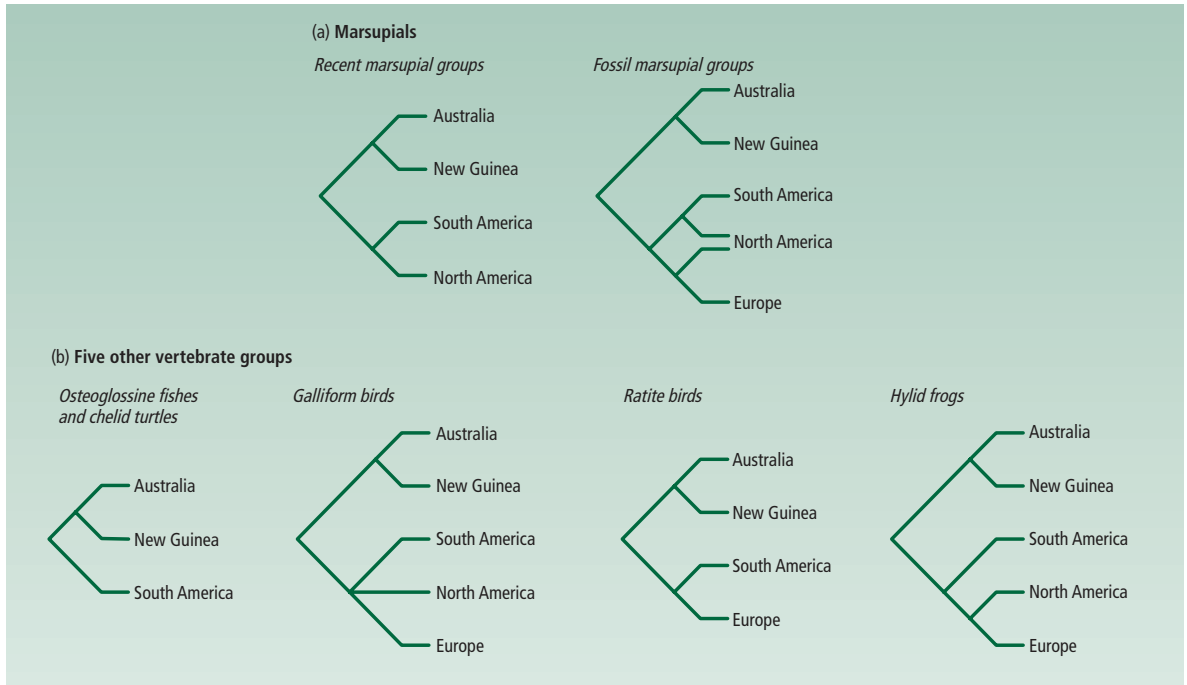 (a) Marsupials
Recent marsupial groups
Australia
New Guinea
South America
North America
Fossil marsupial groups
Australia
New Guinea
South America
North America
Europe
(b) Five other vertebrate groups
Osteoglossine fishes
and chelid turtles
Australia
New Guinea
South America
Galliform birds
Australia
New Guinea
South America
North America
Europe
Ratite birds
Australia
New Guinea
South America
Europe
Hylid frogs
Australia
New Guinea
South America
North America
Europe